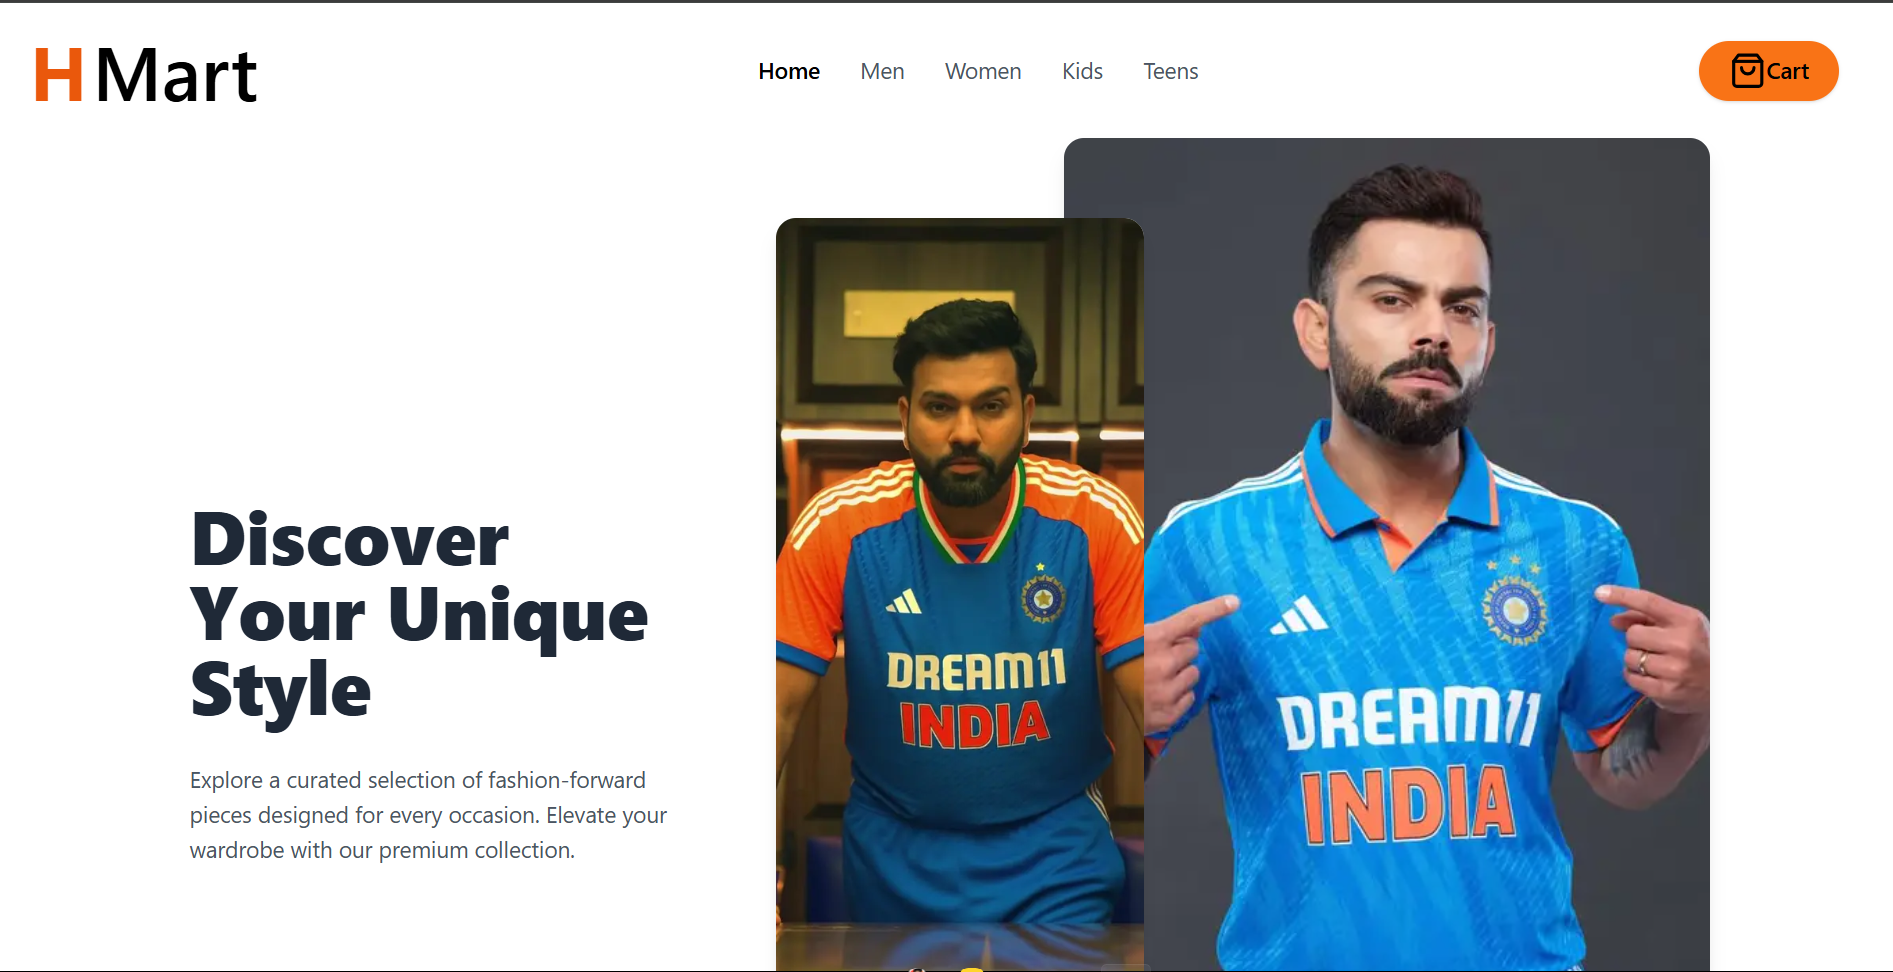 H Mart
Home Men Women Kids Teens
Cart
Discover
Your Unique
Style
Explore a curated selection of fashion-forward
pieces designed for every occasion. Elevate your
wardrobe with our premium collection.
DREAM11
INDIA
DREAM11
INDIA